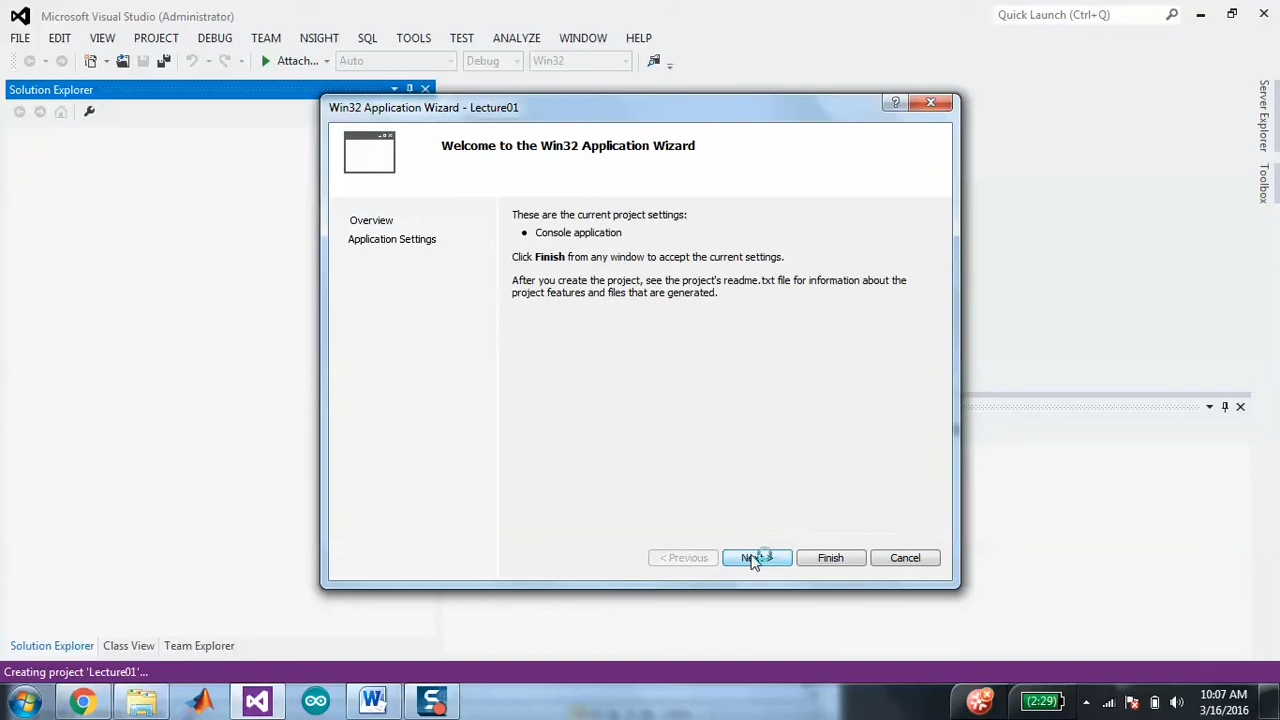 Microsoft Visual Studio (Administrator)
Quick Launch (Ctrl+Q)
FILE EDIT VIEW PROJECT DEBUG TEAM NSIGHT SQL TOOLS TEST ANALYZE WINDOW HELP
Attach... Auto Debug Win32
Solution Explorer
Server Explorer
Toolbox
Win32 Application Wizard - Lecture01
Welcome to the Win32 Application Wizard
Overview
Application Settings
These are the current project settings:
• Console application
Click Finish from any window to accept the current settings.
After you create the project, see the project's readme.txt file for information about the
project features and files that are generated.
< Previous Finish Cancel
Solution Explorer Class View Team Explorer
Creating project 'Lecture01'...
(2:29)
10:07 AM
3/16/2016